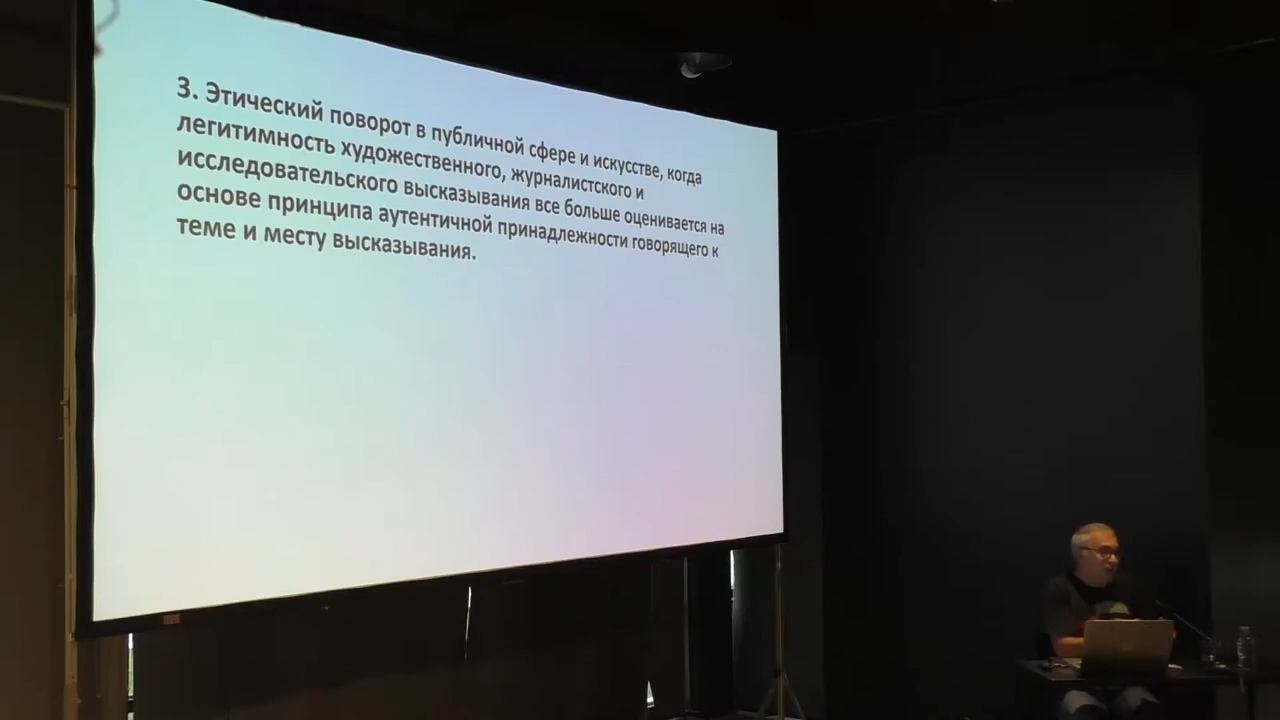 3. Этический поворот в публичной сфере и искусстве, когда
легитимность художественного, журналистского и
исследовательского высказывания все больше оценивается на
основе принципа аутентичной принадлежности говорящего к
теме и месту высказывания.